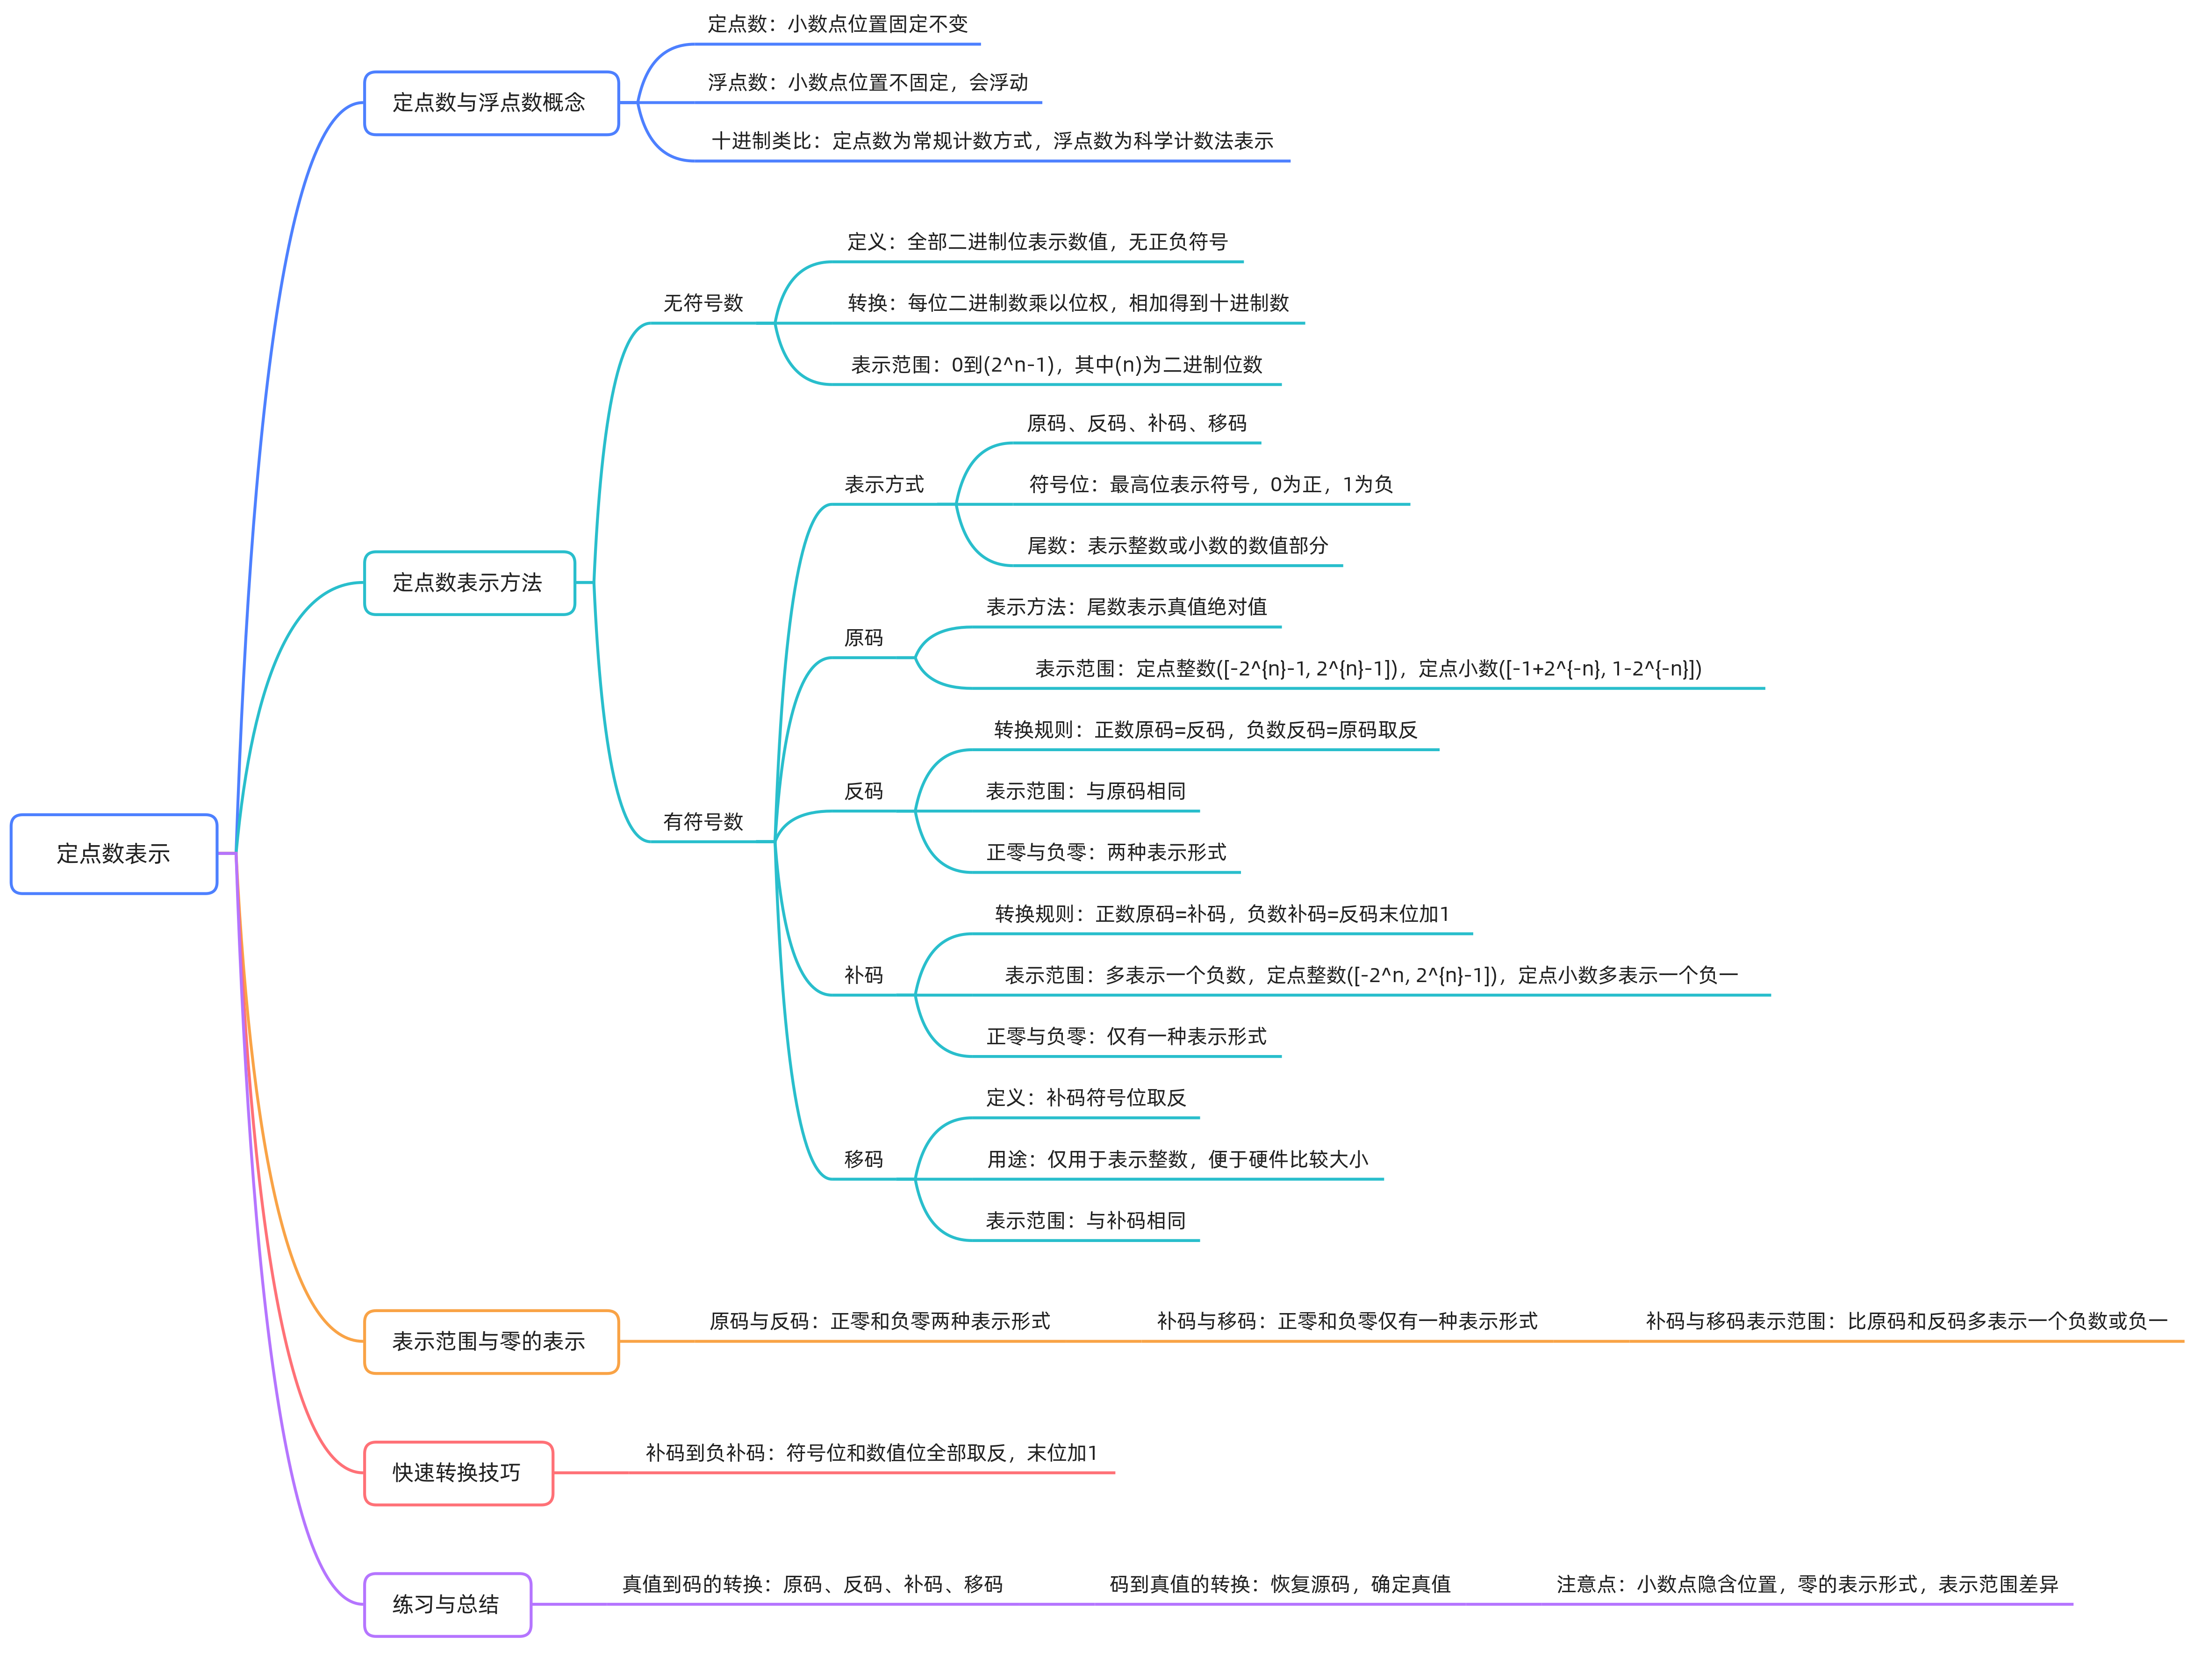 定点数表示
定点数与浮点数概念
定点数：小数点位置固定不变
浮点数：小数点位置不固定，会浮动
十进制类比：定点数为常规计数方式，浮点数为科学计数法表示
定点数表示方法
无符号数
定义：全部二进制位表示数值，无正负符号
转换：每位二进制数乘以位权，相加得到十进制数
表示范围：0到(2^n-1)，其中(n)为二进制位数
有符号数
表示方式
原码、反码、补码、移码
符号位：最高位表示符号，0为正，1为负
尾数：表示整数或小数的数值部分
原码
表示方法：尾数表示真值绝对值
表示范围：定点整数([-2^{n}-1, 2^{n}-1])，定点小数([-1+2^{-n}, 1-2^{-n}])
反码
转换规则：正数原码=反码，负数反码=原码取反
表示范围：与原码相同
正零与负零：两种表示形式
补码
转换规则：正数原码=补码，负数补码=反码末位加1
表示范围：多表示一个负数，定点整数([-2^n, 2^{n}-1])，定点小数多表示一个负一
正零与负零：仅有一种表示形式
移码
定义：补码符号位取反
用途：仅用于表示整数，便于硬件比较大小
表示范围：与补码相同
表示范围与零的表示
原码与反码：正零和负零两种表示形式
补码与移码：正零和负零仅有一种表示形式
补码与移码表示范围：比原码和反码多表示一个负数或负一
快速转换技巧
补码到负补码：符号位和数值位全部取反，末位加1
练习与总结
真值到码的转换：原码、反码、补码、移码
码到真值的转换：恢复源码，确定真值
注意点：小数点隐含位置，零的表示形式，表示范围差异